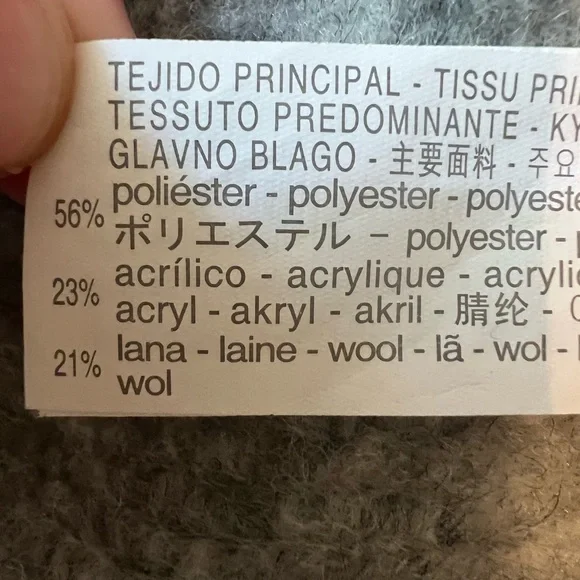 TEJIDO PRINCIPAL - TISSU PRI
TESSUTO PREDOMINANTE - KY
GLAVNO BLAGO - 主要面料 - 주요
56% poliéster - polyester - polyeste
ポリエステル - polyester -
23% acrílico - acrylique - acrylic
acryl - akryl - akril - 腈纶 -
21% lana - laine - wool - lã - wol -
wol